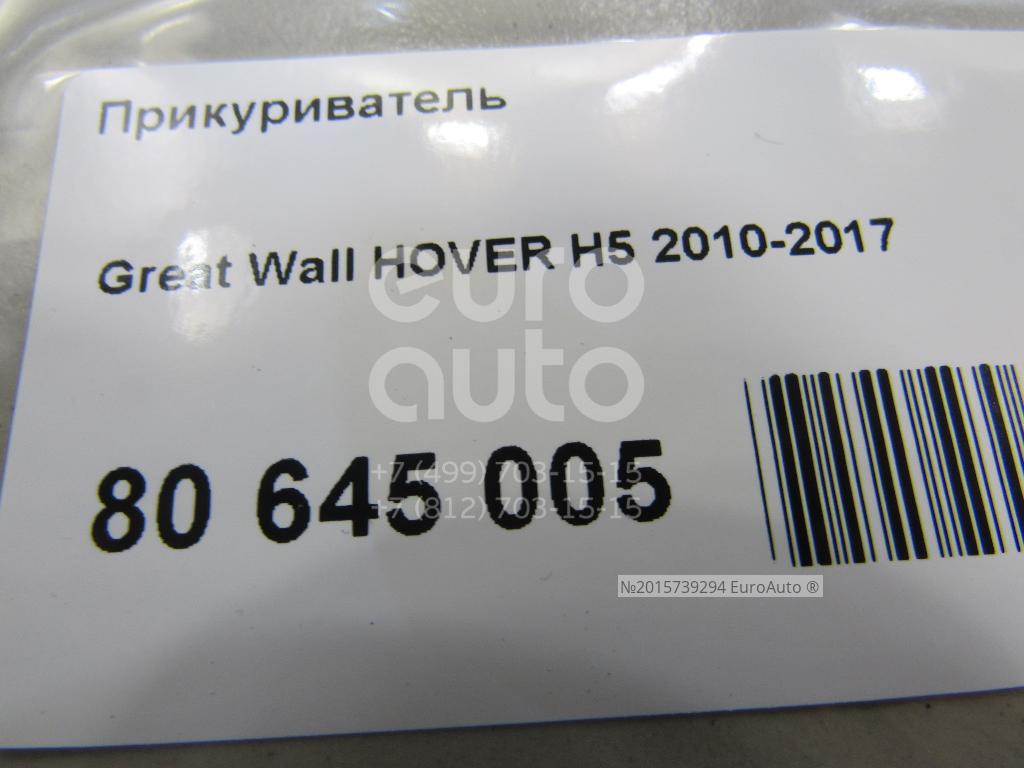 Прикуриватель
Great Wall HOVER H5 2010-2017
euro
auto
80 645 005
+7 (499) 703-15-15
+7 (812) 703-15-15
№2015739294 EuroAuto ®